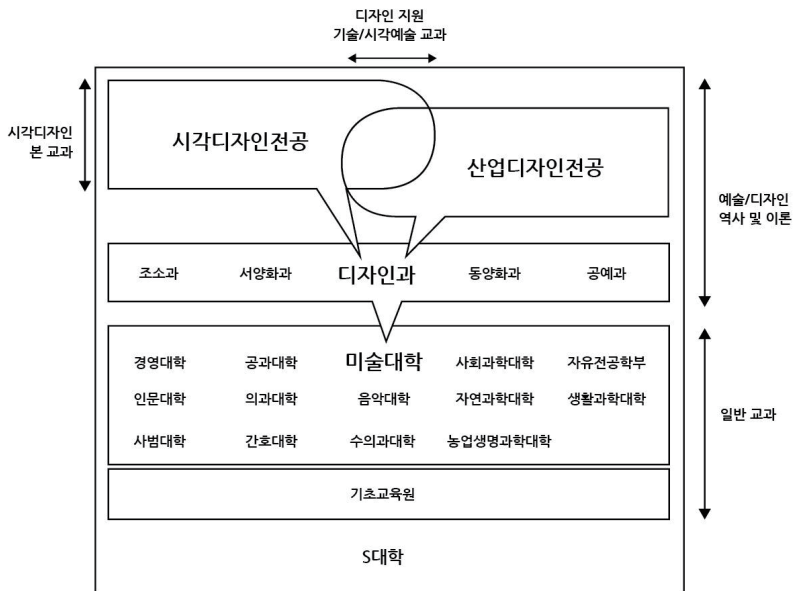 디자인 지원
기술/시각예술 교과
시각디자인
본 교과
시각디자인전공
산업디자인전공
예술/디자인
역사 및 이론
조소과 서양화과 디자인과 동양화과 공예과
경영대학 공과대학 미술대학 사회과학대학 자유전공학부
인문대학 의과대학 음악대학 자연과학대학 생활과학대학
일반 교과
사범대학 간호대학 수의과대학 농업생명과학대학
기초교육원
S대학